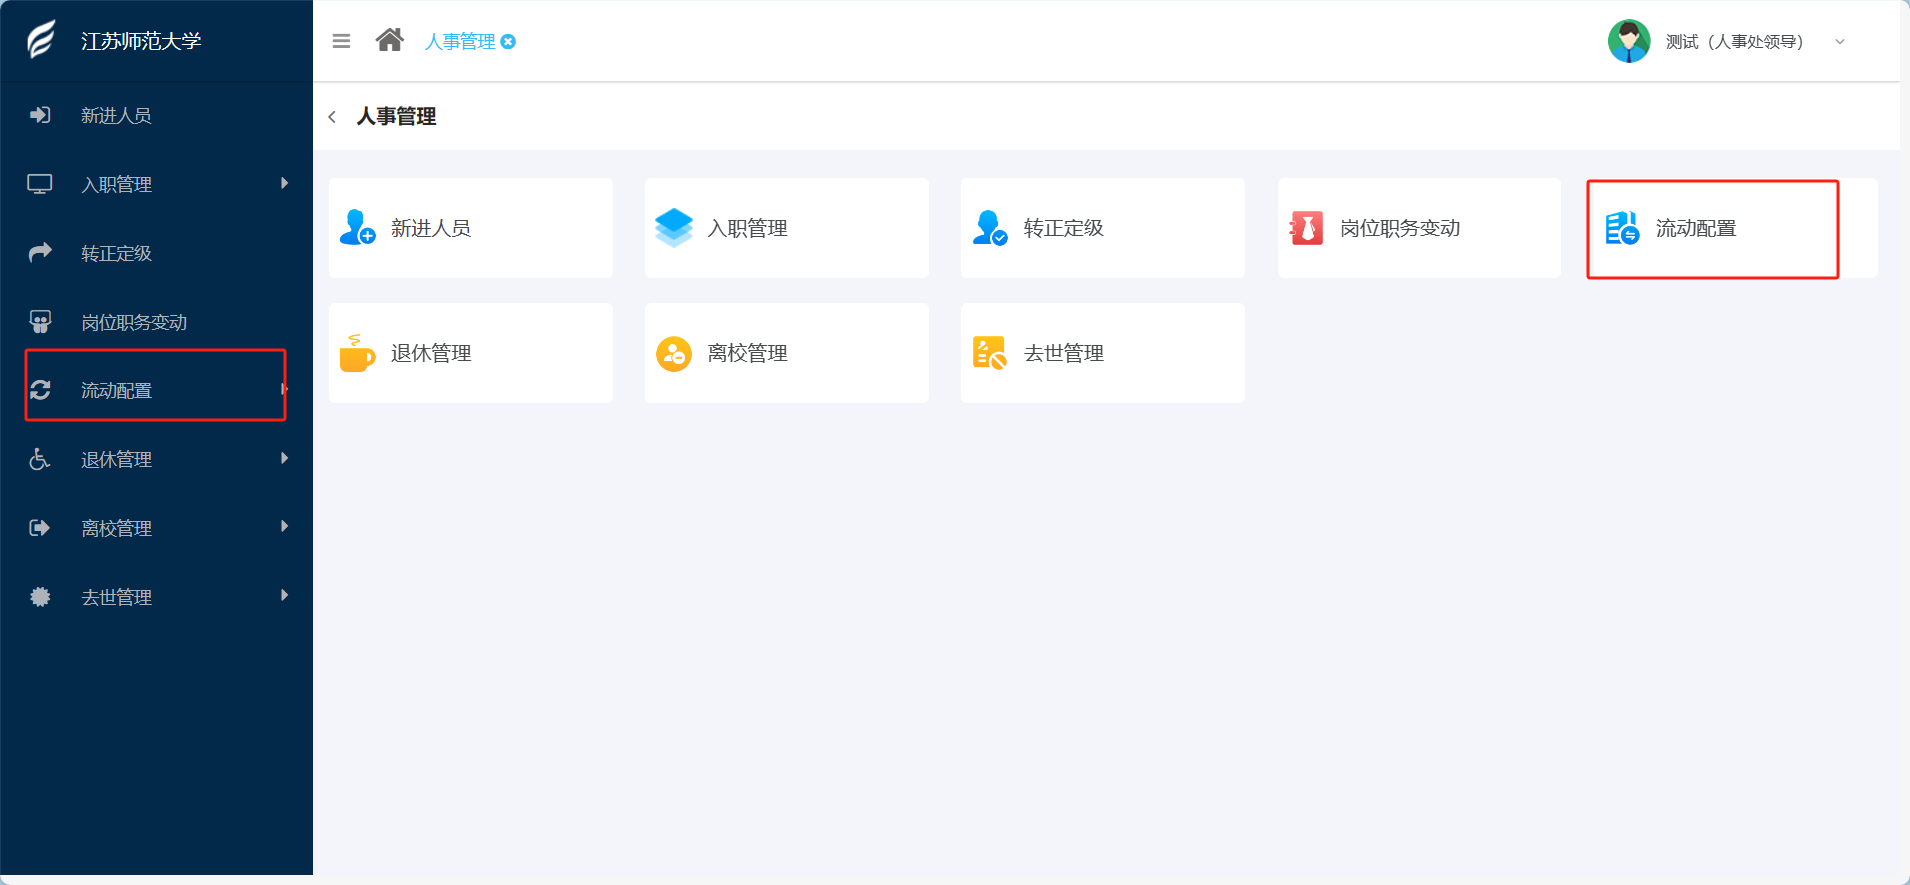 江苏师范大学
人事管理
测试（人事处领导）
新进人员
入职管理
转正定级
岗位职务变动
流动配置
退休管理
离校管理
去世管理
人事管理
新进人员
入职管理
转正定级
岗位职务变动
流动配置
退休管理
离校管理
去世管理